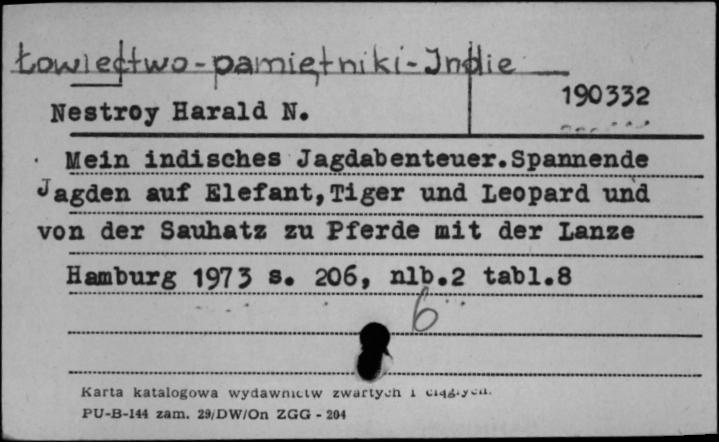 Łowiectwo-pamiętniki-Indie
190332
Nestroy Harald N.
Mein indisches Jagdabenteuer.Spannende
Jagden auf Elefant,Tiger und Leopard und
von der Sauhatz zu Pferde mit der Lanze
Hamburg 1973 s. 206, nlb.2 tabl.8
6
Karta katalogowa wydawnictw zwartych i ciągłych.
PU-B-144 zam. 29/DW/On ZGG - 204